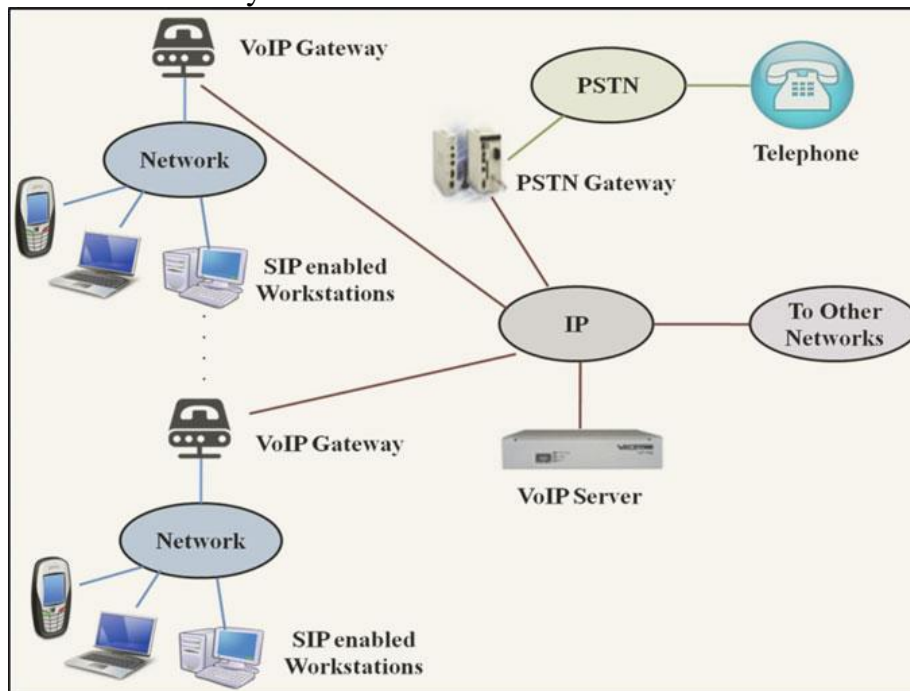 VoIP Gateway
PSTN
Telephone
Network
PSTN Gateway
SIP enabled
Workstations
IP
To Other
Networks
VoIP Gateway
VoIP Server
Network
SIP enabled
Workstations